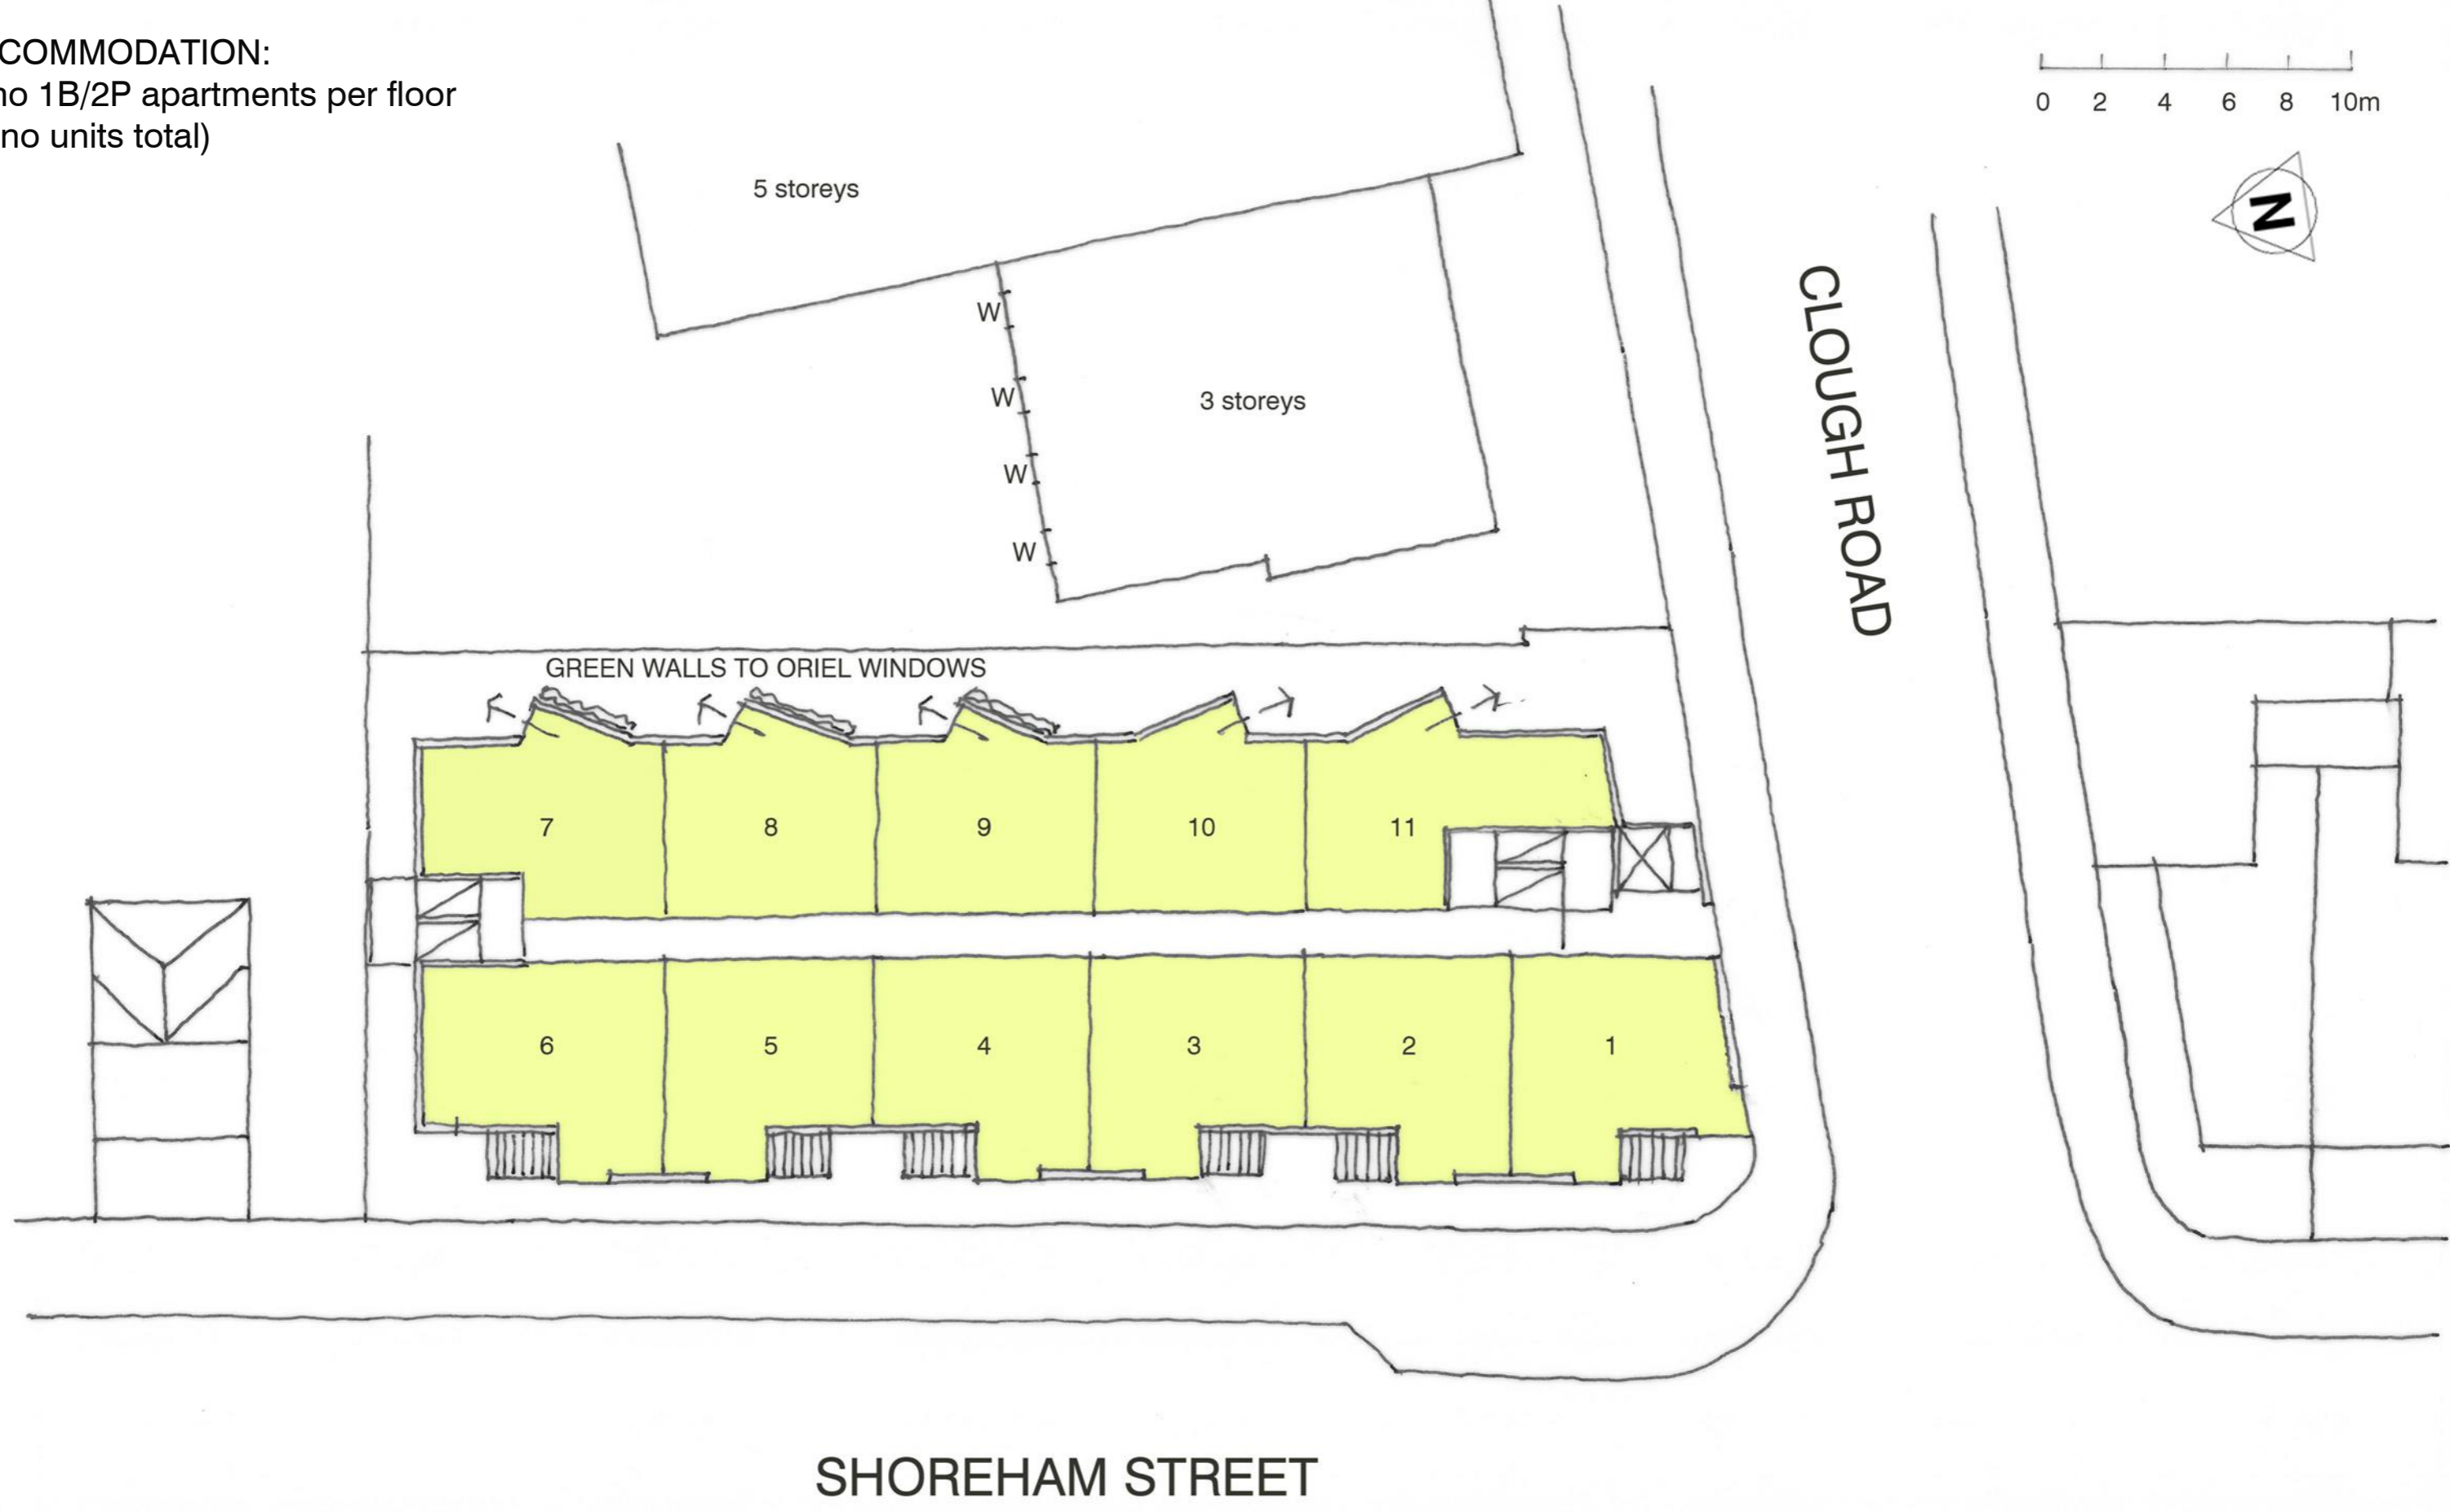 COMMODATION:
no 1B/2P apartments per floor
no units total)
0 2 4 6 8 10m
N
5 storeys
3 storeys
W
W
W
W
CLOUGH ROAD
GREEN WALLS TO ORIEL WINDOWS
7 8 9 10 11
6 5 4 3 2 1
SHOREHAM STREET